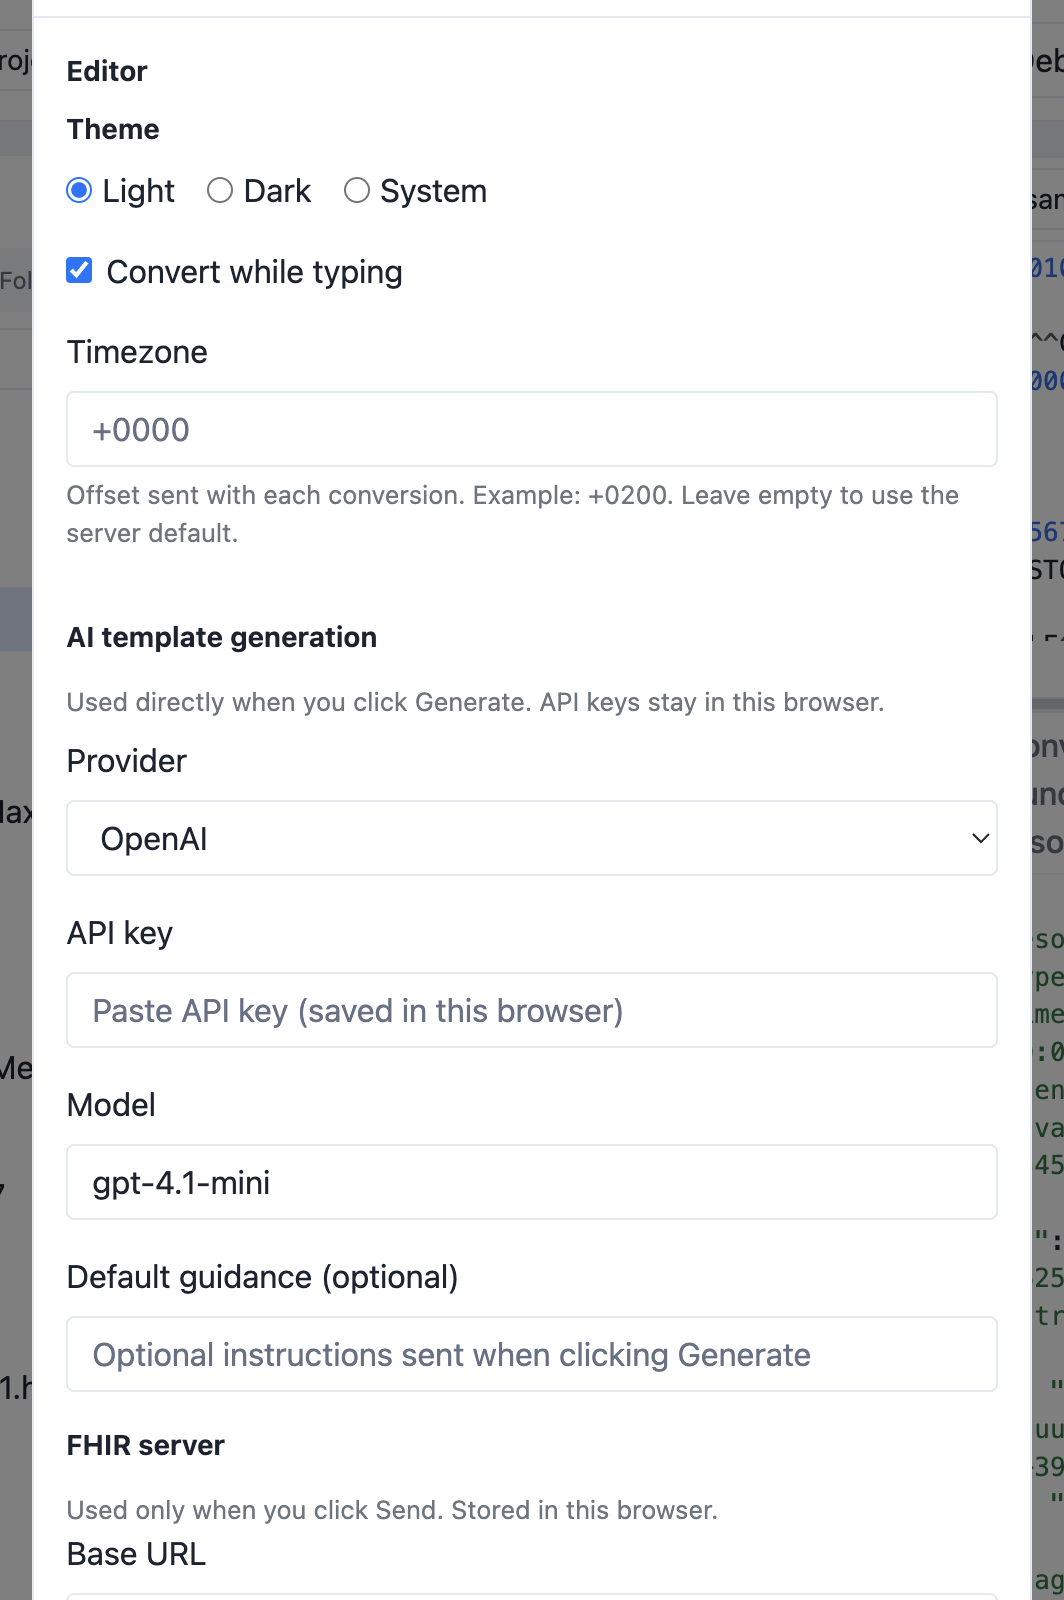 Editor
Theme
Light Dark System
Convert while typing
Timezone
+0000
Offset sent with each conversion. Example: +0200. Leave empty to use the
server default.
AI template generation
Used directly when you click Generate. API keys stay in this browser.
Provider
OpenAI
API key
Paste API key (saved in this browser)
Model
gpt-4.1-mini
Default guidance (optional)
Optional instructions sent when clicking Generate
FHIR server
Used only when you click Send. Stored in this browser.
Base URL